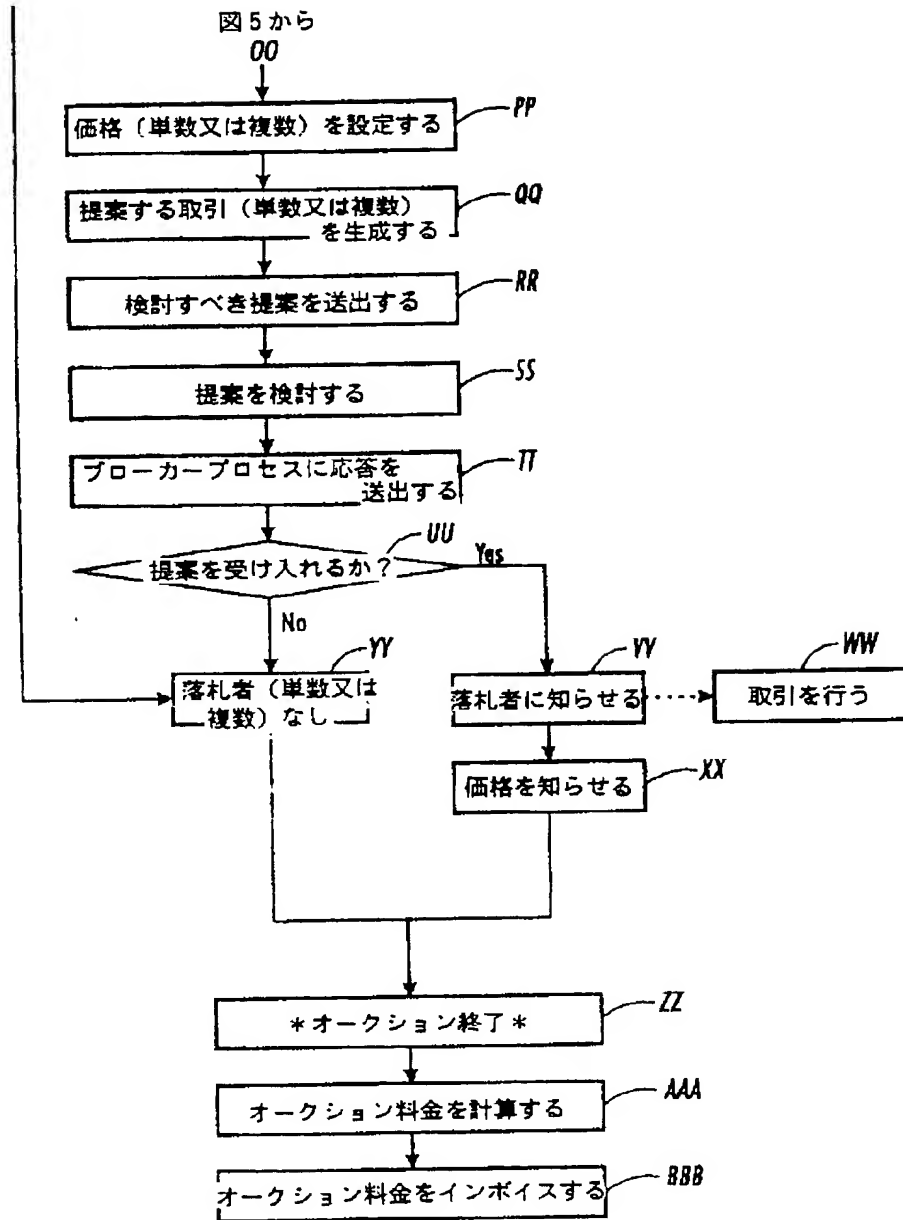 図5から
OO
価格(単数又は複数)を設定する
PP
提案する取引(単数又は複数)
を生成する
QQ
検討すべき提案を送出する
RR
提案を検討する
SS
ブローカープロセスに応答を
送出する
TT
提案を受け入れるか?
UU
Yes
No
落札者(単数又は
複数)なし
YY
落札者に知らせる
VV
取引を行う
WW
価格を知らせる
XX
*オークション終了*
ZZ
オークション料金を計算する
AAA
オークション料金をインボイスする
BBB